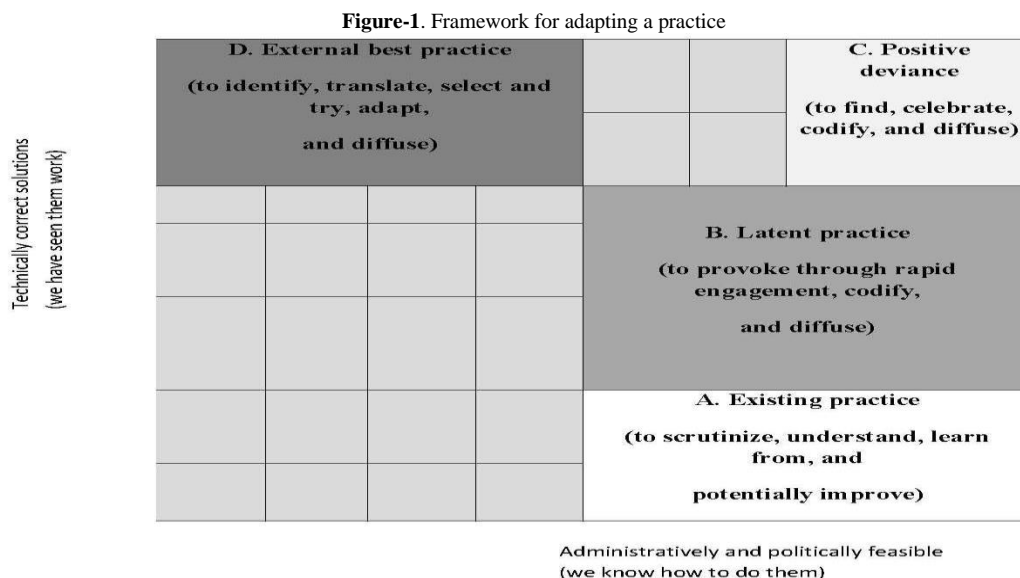 Figure-1. Framework for adapting a practice
D. External best practice
(to identify, translate, select and
try, adapt,
and diffuse)
C. Positive
deviance
(to find, celebrate,
codify, and diffuse)
Technically correct solutions
(we have seen them work)
B. Latent practice
(to provoke through rapid
engagement, codify,
and diffuse)
A. Existing practice
(to scrutinize, understand, learn
from, and
potentially improve)
Administratively and politically feasible
(we know how to do them)